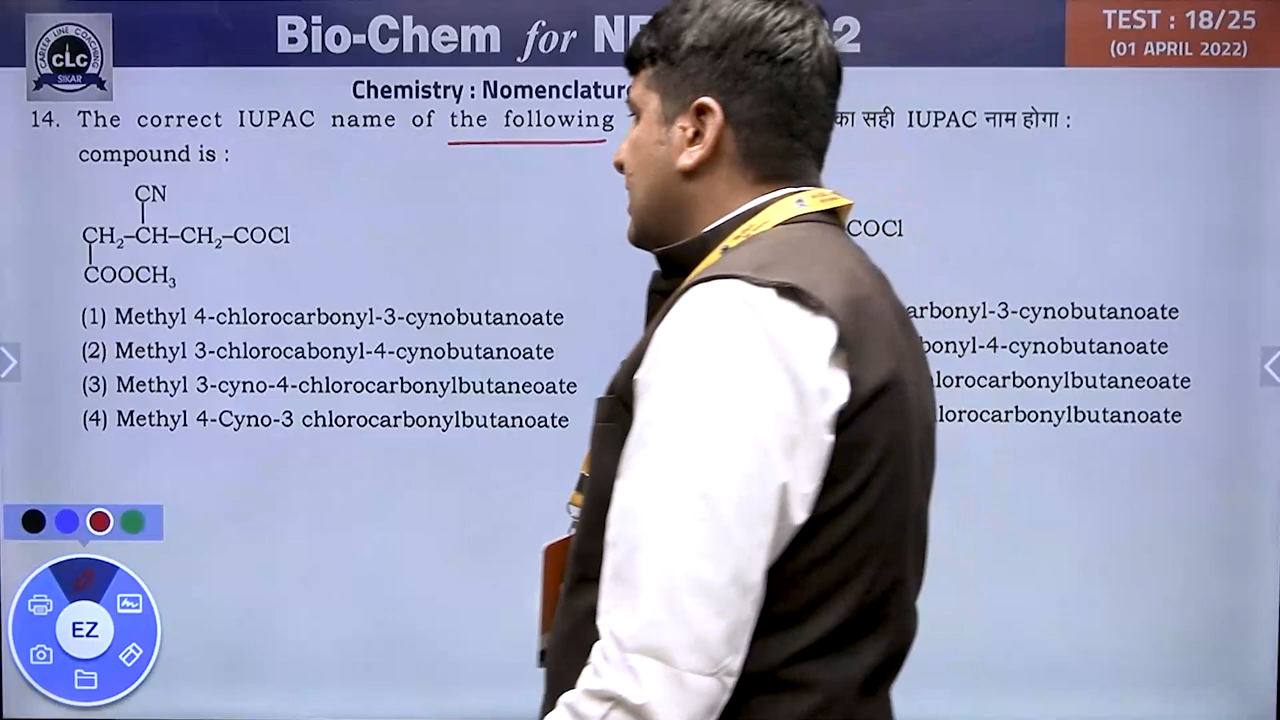 CAREER LINE COACHING
CLC
SIKAR
Bio-Chem for
2
TEST : 18/25
(01 APRIL 2022)
Chemistry : Nomenclature
14. The correct IUPAC name of the following
compound is :
CN
CH₂–CH–CH₂–COCl
COOCH₃
(1) Methyl 4-chlorocarbonyl-3-cynobutanoate
(2) Methyl 3-chlorocabonyl-4-cynobutanoate
(3) Methyl 3-cyno-4-chlorocarbonylbutaneoate
(4) Methyl 4-Cyno-3 chlorocarbonylbutanoate
का सही IUPAC नाम होगा :
COCl
arbonyl-3-cynobutanoate
bonyl-4-cynobutanoate
hlorocarbonylbutaneoate
lorocarbonylbutanoate
EZ